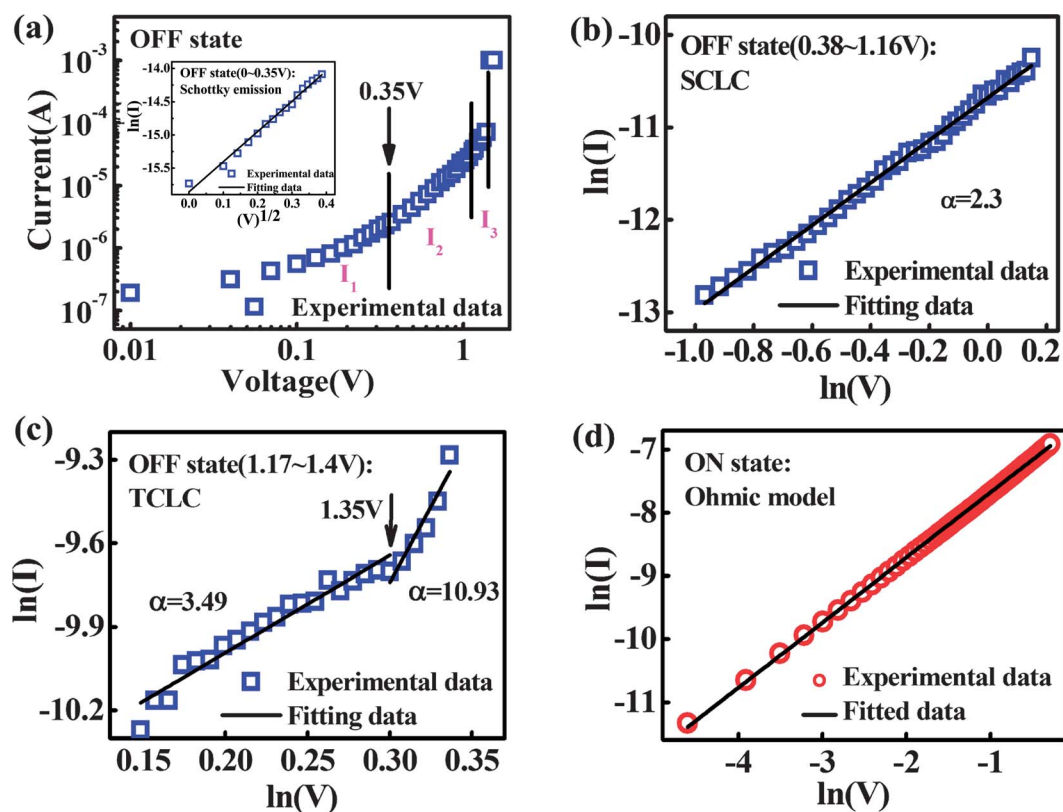 (a)
OFF state
OFF state(0~0.35V):
Schottky emission
ln(I)
-14.0
-14.5
-15.0
-15.5
0.0 0.1 0.2 0.3 0.4
(V)1/2
Experimental data
Fitting data
0.35V
I1
I2
I3
Experimental data
Current(A)
10-3
10-4
10-5
10-6
10-7
0.01 0.1 1
Voltage(V)
(b)
OFF state(0.38~1.16V):
SCLC
α=2.3
Experimental data
Fitting data
ln(I)
-10
-11
-12
-13
-1.0 -0.8 -0.6 -0.4 -0.2 0.0 0.2
ln(V)
(c)
OFF state(1.17~1.4V):
TCLC
1.35V
α=3.49
α=10.93
Experimental data
Fitting data
ln(I)
-9.3
-9.6
-9.9
-10.2
0.15 0.20 0.25 0.30 0.35
ln(V)
(d)
ON state:
Ohmic model
Experimental data
Fitted data
ln(I)
-7
-8
-9
-10
-11
-4 -3 -2 -1
ln(V)